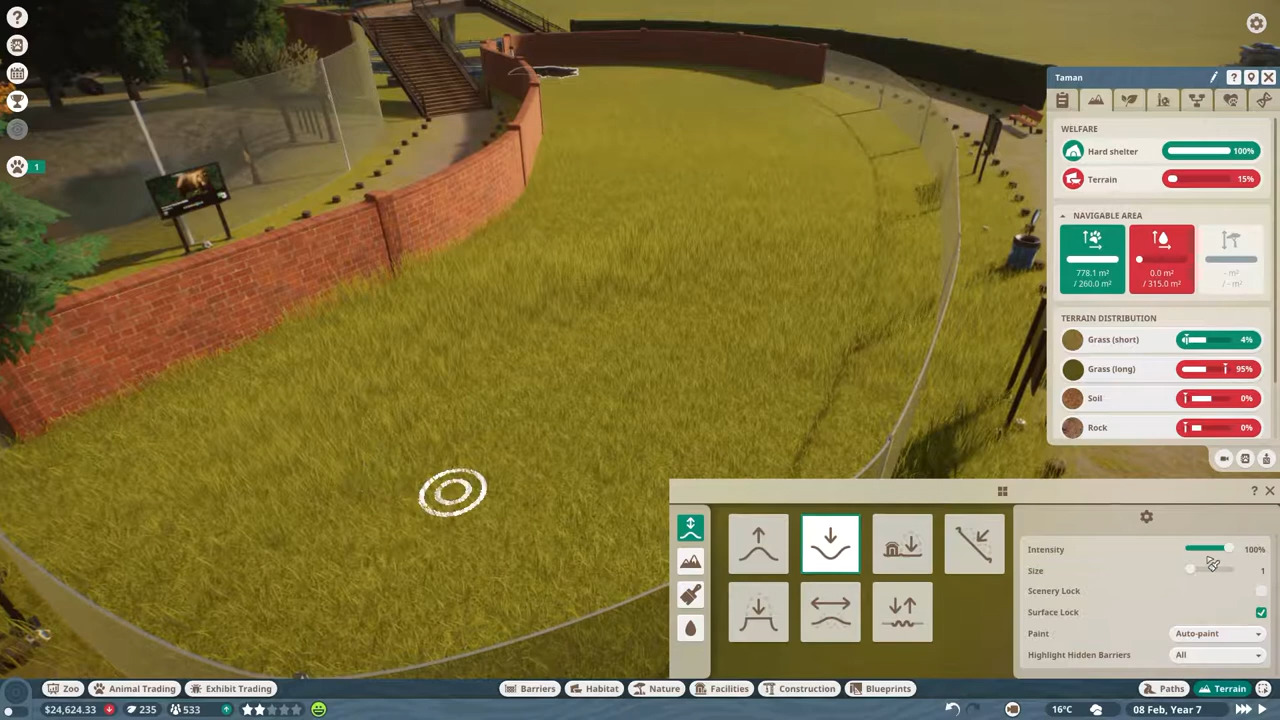 Taman
WELFARE
Hard shelter 100%
Terrain 15%
NAVIGABLE AREA
778.1 m² / 260.0 m²
0.0 m² / 315.0 m²
- m² / - m²
TERRAIN DISTRIBUTION
Grass (short) 4%
Grass (long) 95%
Soil 0%
Rock 0%
1
Intensity 100%
Size 1
Scenery Lock
Surface Lock
Paint Auto-paint
Highlight Hidden Barriers All
Zoo Animal Trading Exhibit Trading Barriers Habitat Nature Facilities Construction Blueprints Paths Terrain
$24,624.33 235 533 16°C 08 Feb, Year 7